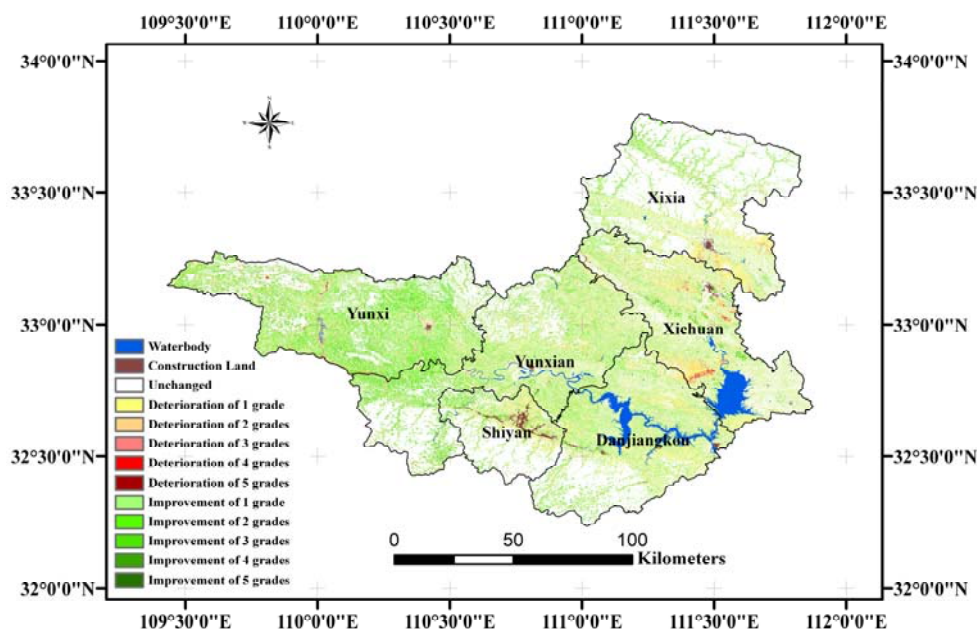 109°30'0"E 110°0'0"E 110°30'0"E 111°0'0"E 111°30'0"E 112°0'0"E
34°0'0"N 34°0'0"N
33°30'0"N 33°30'0"N
Xixia
33°0'0"N 33°0'0"N
Yunxi
Xichuan
Yunxian
Shiyan
Danjiangkou
Waterbody
Construction Land
Unchanged
Deterioration of 1 grade
Deterioration of 2 grades
Deterioration of 3 grades
Deterioration of 4 grades
Deterioration of 5 grades
Improvement of 1 grade
Improvement of 2 grades
Improvement of 3 grades
Improvement of 4 grades
Improvement of 5 grades
32°30'0"N 32°30'0"N
0 50 100
Kilometers
32°0'0"N 32°0'0"N
109°30'0"E 110°0'0"E 110°30'0"E 111°0'0"E 111°30'0"E 112°0'0"E